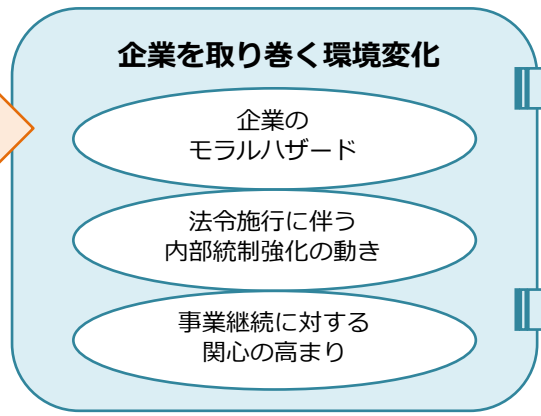 企業を取り巻く環境変化
企業の
モラルハザード
法令施行に伴う
内部統制強化の動き
事業継続に対する
関心の高まり